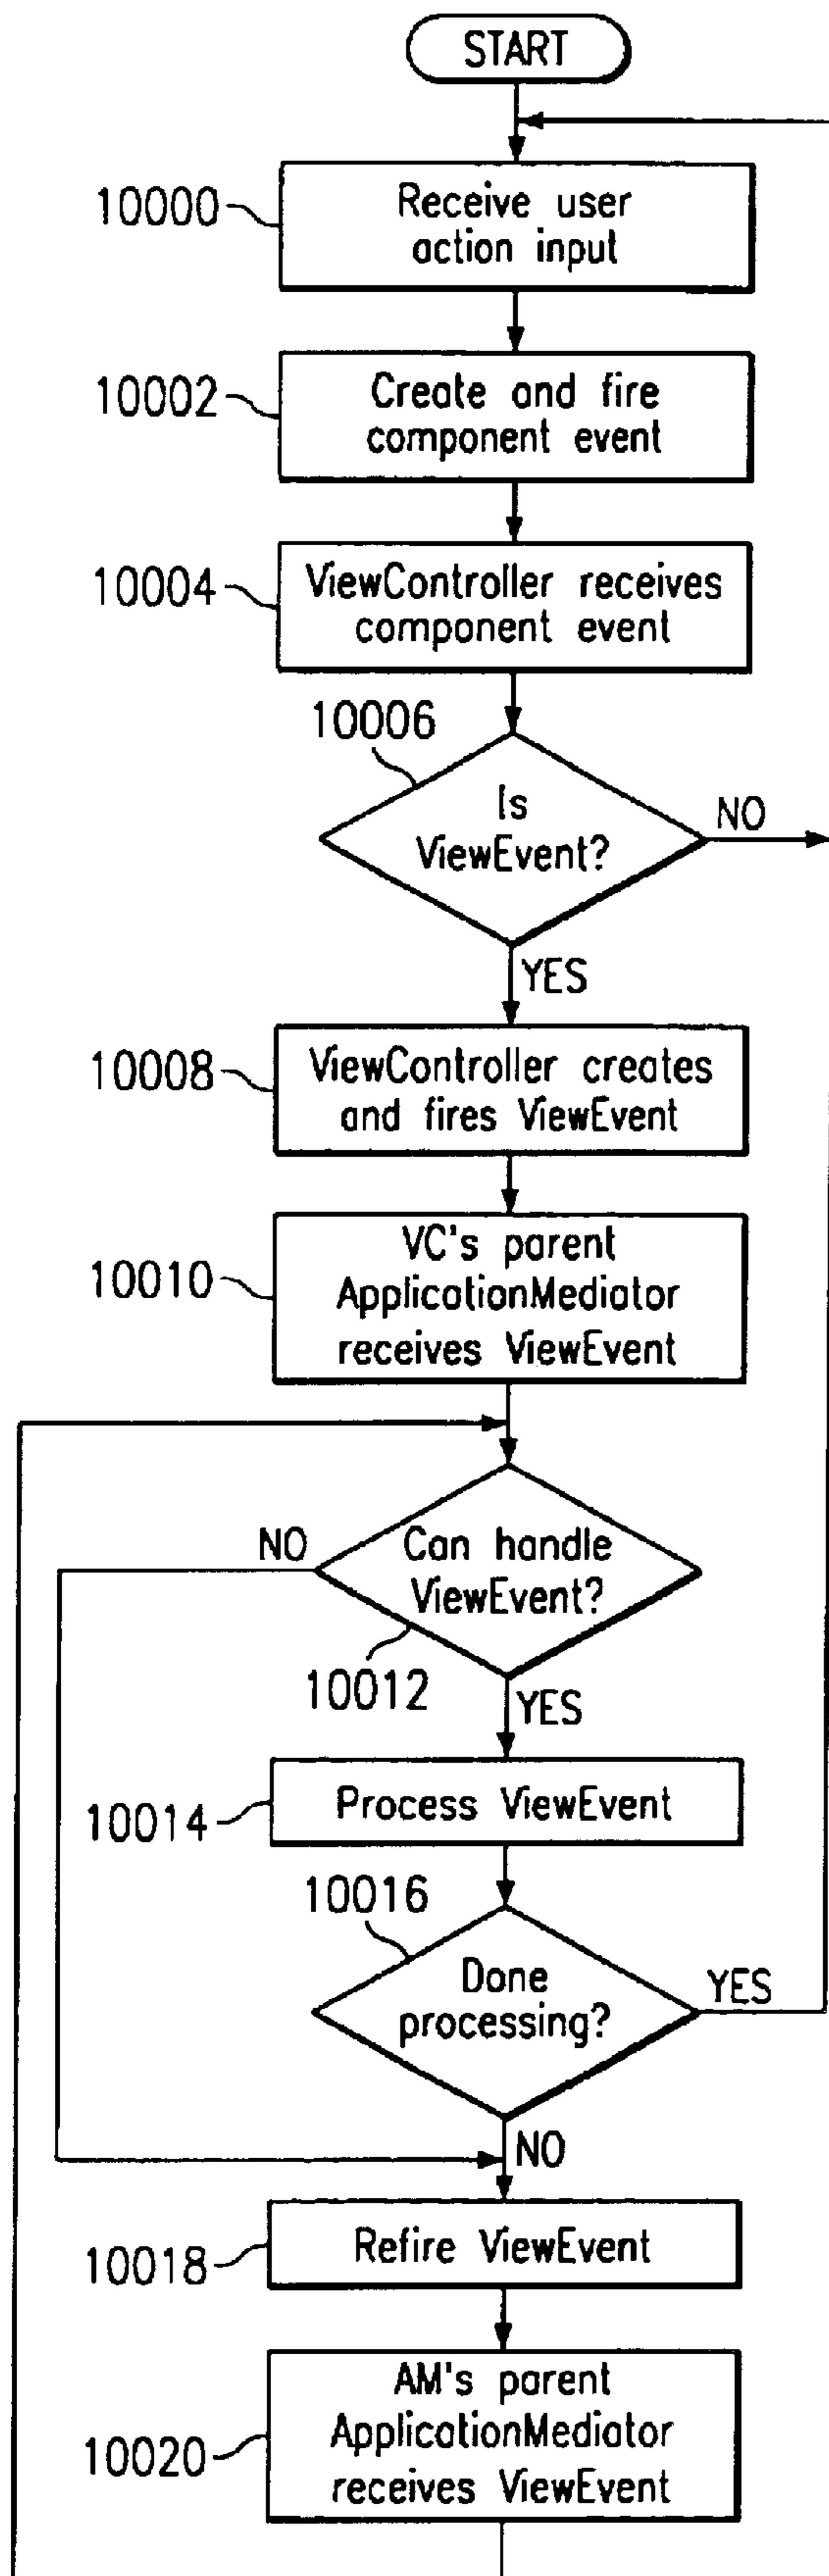 START
10000
Receive user
action input
10002
Create and fire
component event
10004
ViewController receives
component event
10006
Is
ViewEvent?
NO
YES
10008
ViewController creates
and fires ViewEvent
10010
VC's parent
ApplicationMediator
receives ViewEvent
NO
Can handle
ViewEvent?
10012
YES
10014
Process ViewEvent
10016
Done
processing?
YES
NO
10018
Refire ViewEvent
10020
AM's parent
ApplicationMediator
receives ViewEvent